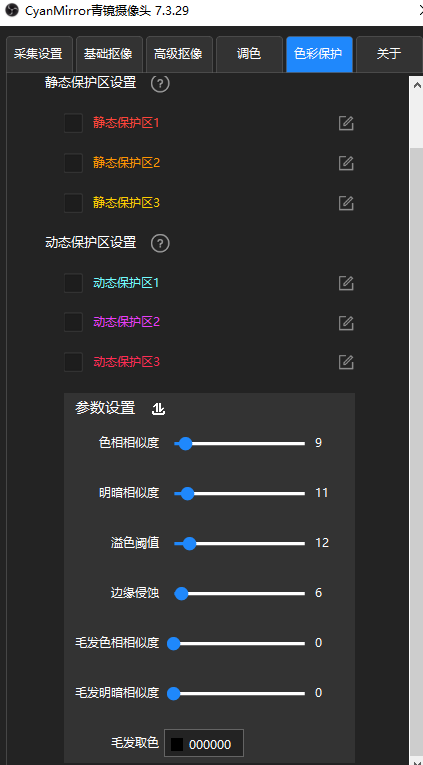 CyanMirror青镜摄像头 7.3.29
采集设置 基础抠像 高级抠像 调色 色彩保护 关于
静态保护区设置 ?
静态保护区1
静态保护区2
静态保护区3
动态保护区设置 ?
动态保护区1
动态保护区2
动态保护区3
参数设置
色相相似度 9
明暗相似度 11
溢色阈值 12
边缘侵蚀 6
毛发色相相似度 0
毛发明暗相似度 0
毛发取色 000000